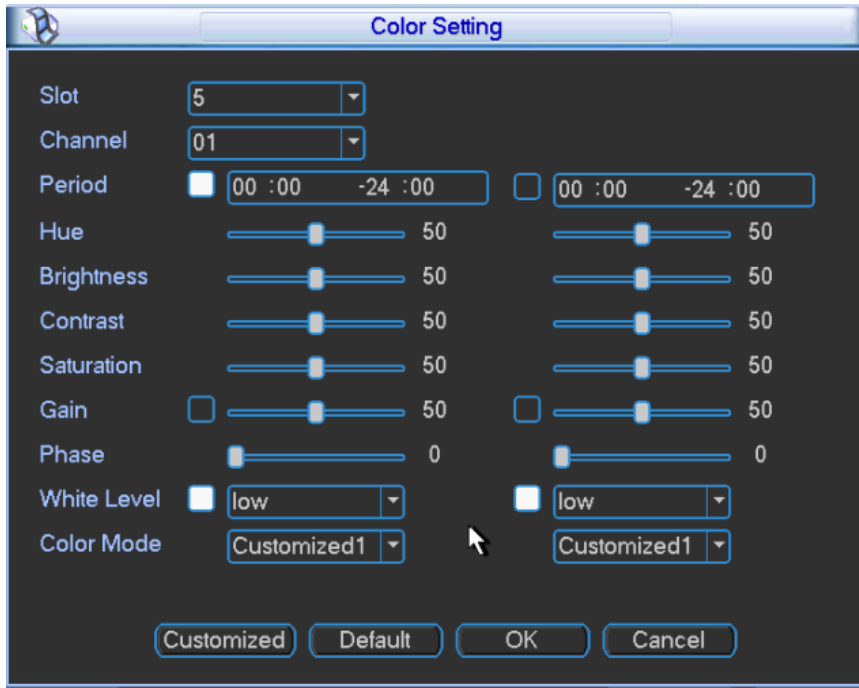 Color Setting
Slot 5
Channel 01
Period 00 :00 -24 :00 00 :00 -24 :00
Hue 50 50
Brightness 50 50
Contrast 50 50
Saturation 50 50
Gain 50 50
Phase 0 0
White Level low low
Color Mode Customized1 Customized1
Customized Default OK Cancel